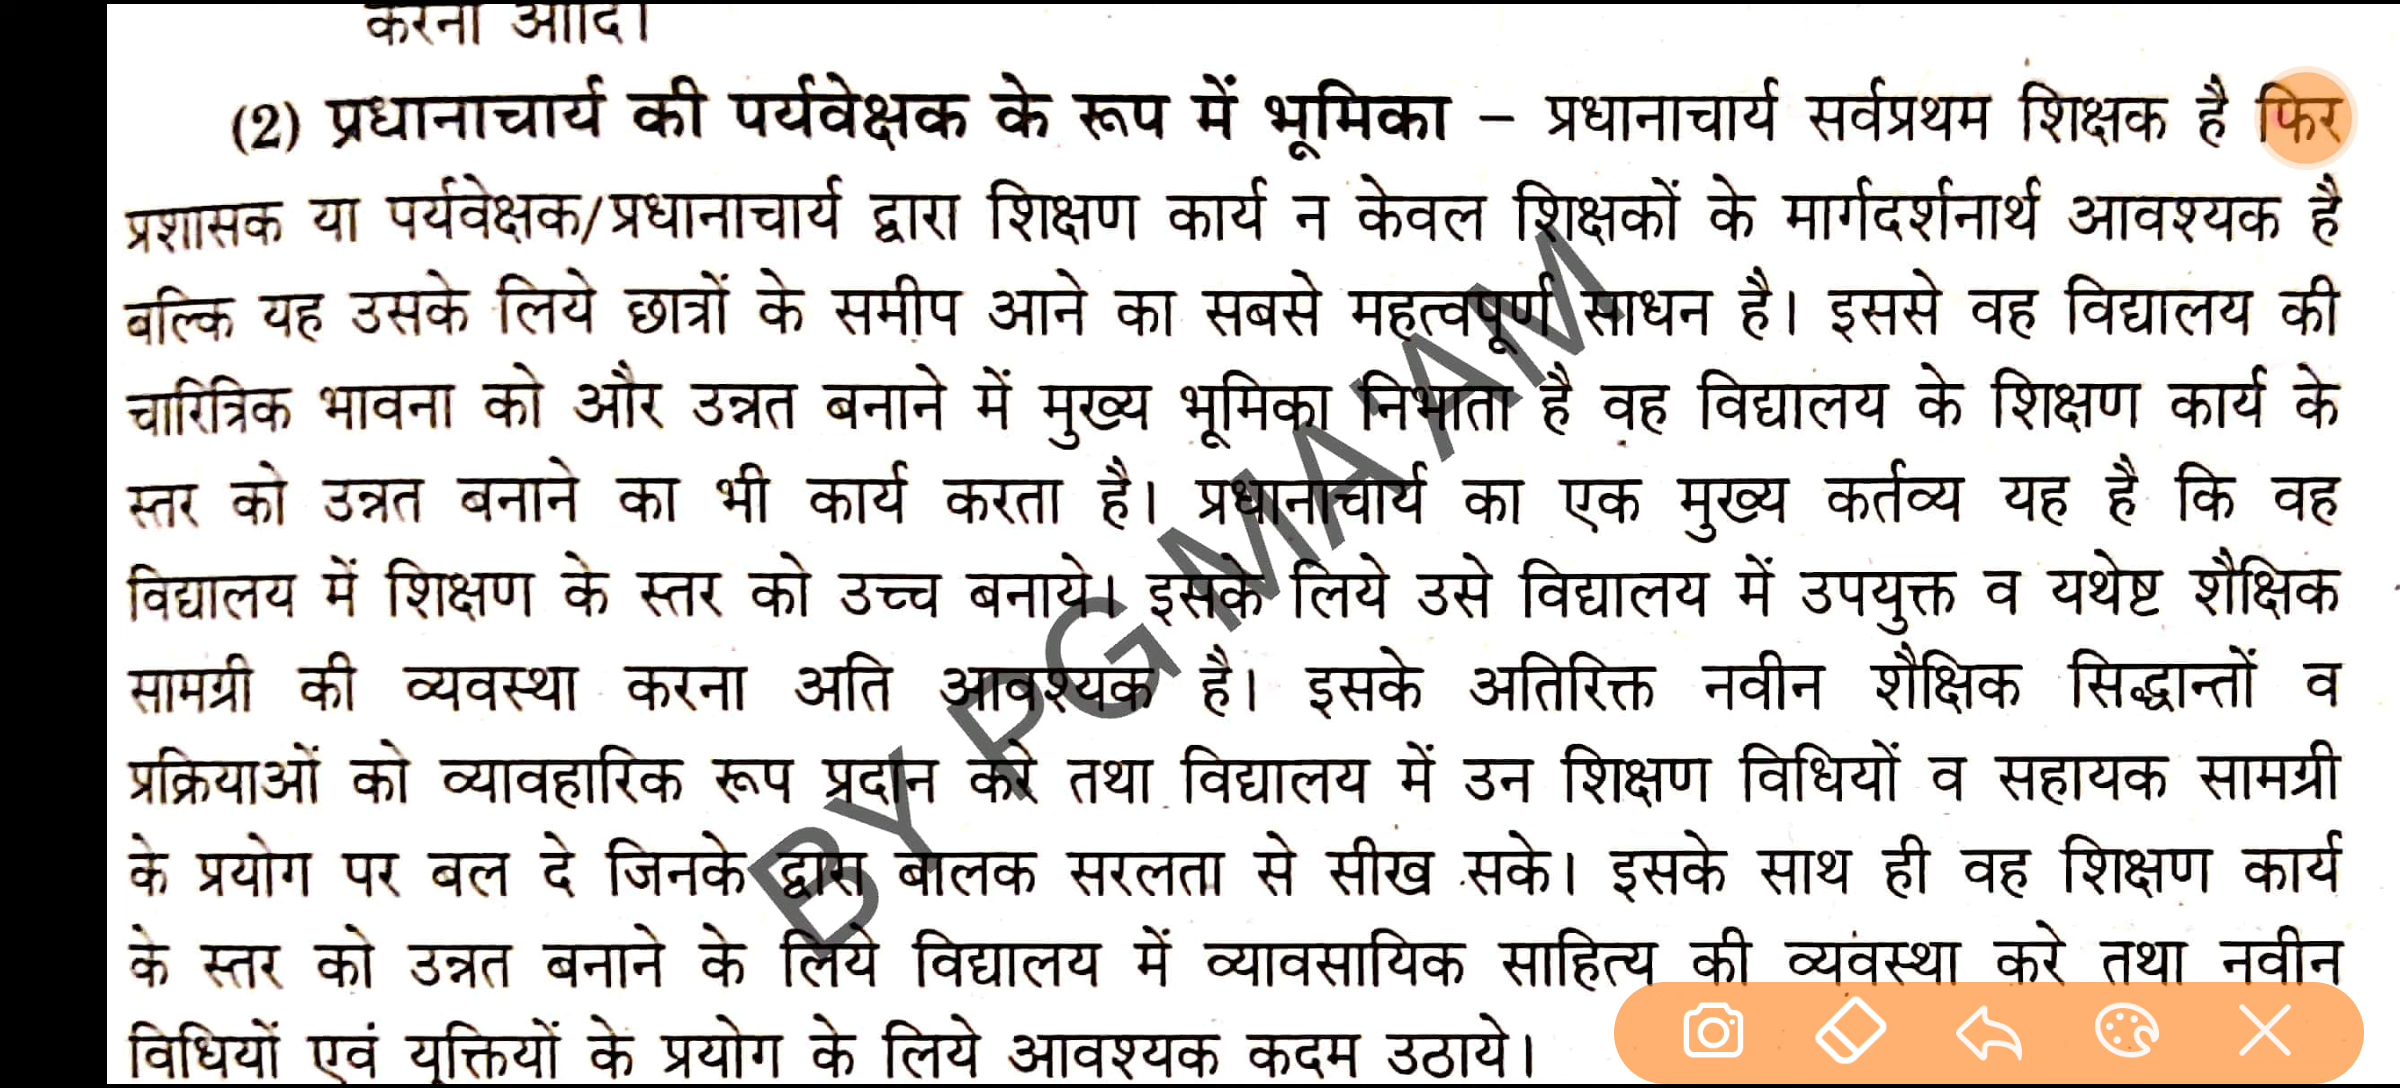 करना आदि।
(2) प्रधानाचार्य की पर्यवेक्षक के रूप में भूमिका – प्रधानाचार्य सर्वप्रथम शिक्षक है फिर
प्रशासक या पर्यवेक्षक/प्रधानाचार्य द्वारा शिक्षण कार्य न केवल शिक्षकों के मार्गदर्शनार्थ आवश्यक है
बल्कि यह उसके लिये छात्रों के समीप आने का सबसे महत्वपूर्ण साधन है। इससे वह विद्यालय की
चारित्रिक भावना को और उन्नत बनाने में मुख्य भूमिका निभाता है वह विद्यालय के शिक्षण कार्य के
स्तर को उन्नत बनाने का भी कार्य करता है। प्रधानाचार्य का एक मुख्य कर्तव्य यह है कि वह
विद्यालय में शिक्षण के स्तर को उच्च बनाये। इसके लिये उसे विद्यालय में उपयुक्त व यथेष्ट शैक्षिक
सामग्री की व्यवस्था करना अति आवश्यक है। इसके अतिरिक्त नवीन शैक्षिक सिद्धान्तों व
प्रक्रियाओं को व्यावहारिक रूप प्रदान करे तथा विद्यालय में उन शिक्षण विधियों व सहायक सामग्री
के प्रयोग पर बल दे जिनके द्वारा बालक सरलता से सीख सके। इसके साथ ही वह शिक्षण कार्य
के स्तर को उन्नत बनाने के लिये विद्यालय में व्यावसायिक साहित्य की व्यवस्था करे तथा नवीन
विधियों एवं युक्तियों के प्रयोग के लिये आवश्यक कदम उठाये।
BY PG MAAM